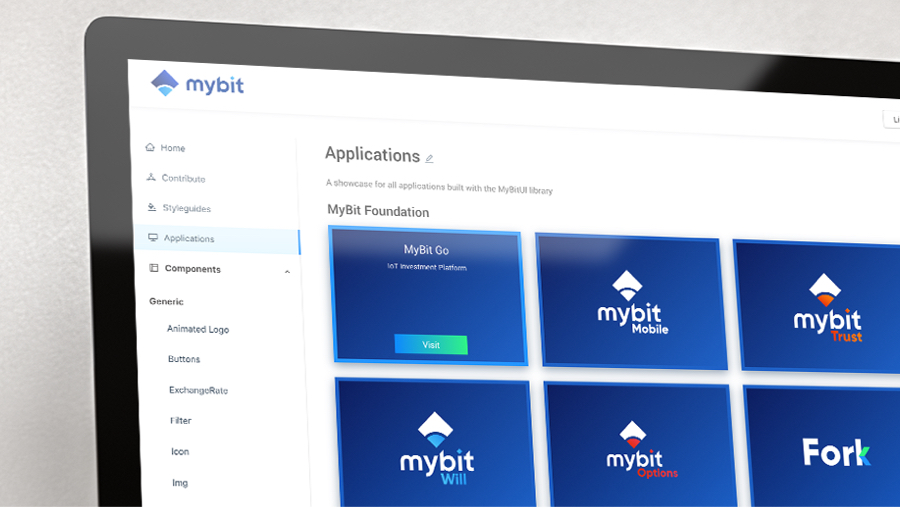 mybit
Home
Contribute
Styleguides
Applications
Components
Generic
Animated Logo
Buttons
ExchangeRate
Filter
Icon
Img
Applications
A showcase for all applications built with the MyBitUI library
MyBit Foundation
MyBit Go
IoT Investment Platform
Visit
mybit
Mobile
mybit
Trust
mybit
Will
mybit
Options
Fork